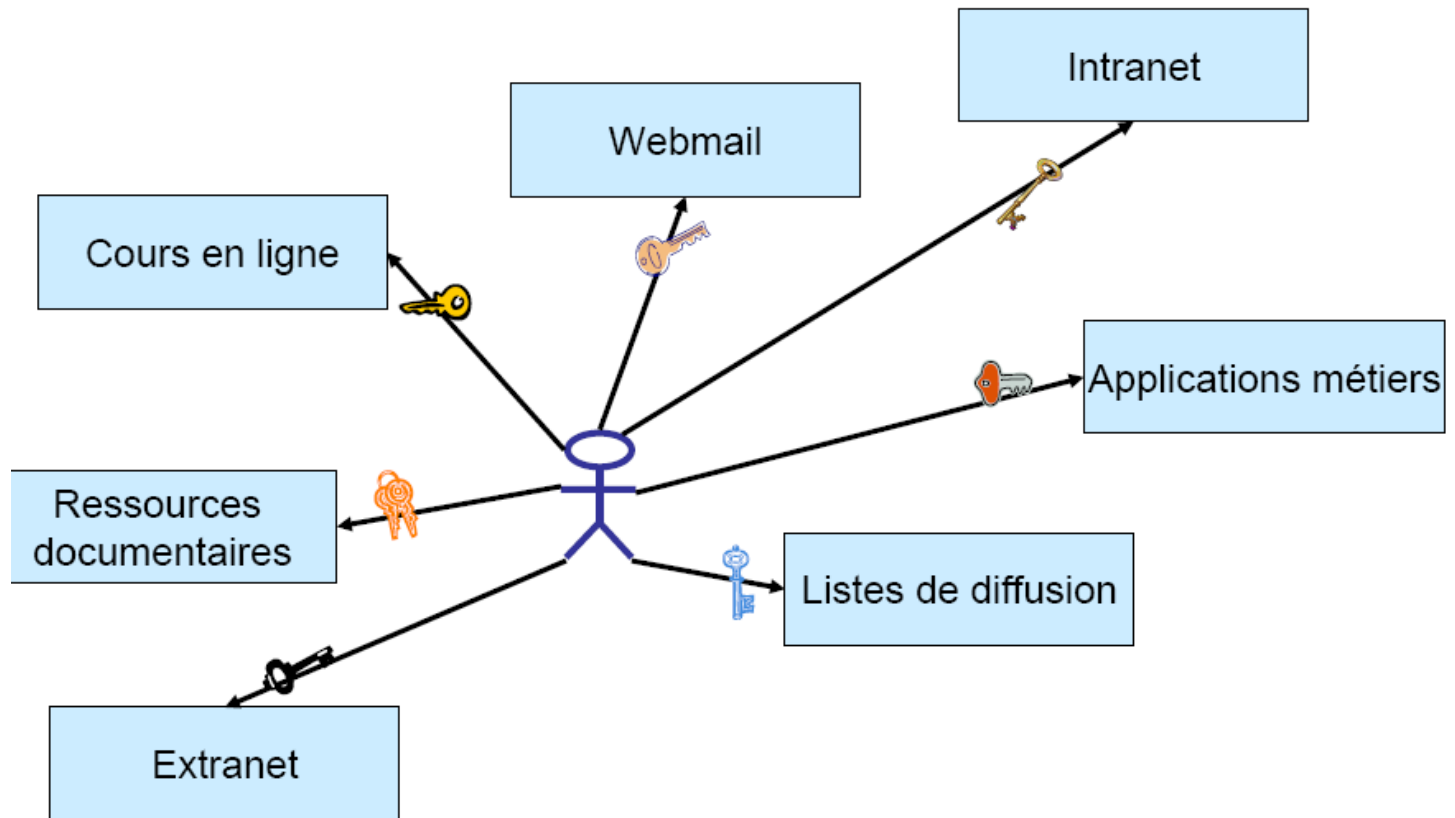 Intranet
Webmail
Cours en ligne
Applications métiers
Ressources
documentaires
Listes de diffusion
Extranet